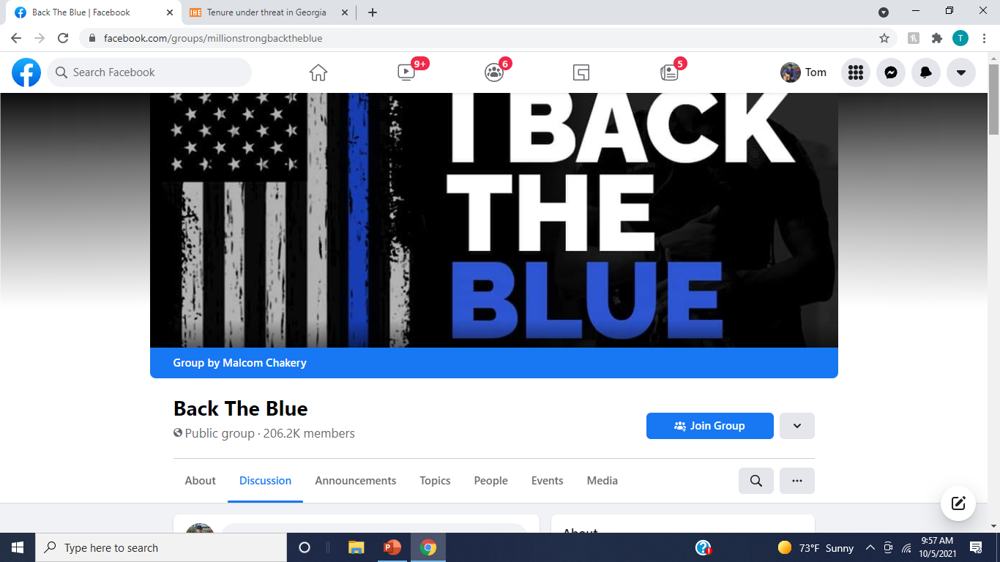 Back The Blue | Facebook
IHE Tenure under threat in Georgia
facebook.com/groups/millionstrongbacktheblue
T
Search Facebook
9+
6
5
Tom
I BACK
THE
BLUE
Group by Malcom Chakery
Back The Blue
Public group · 206.2K members
Join Group
About
Discussion
Announcements
Topics
People
Events
Media
About
Type here to search
73°F Sunny
9:57 AM
10/5/2021